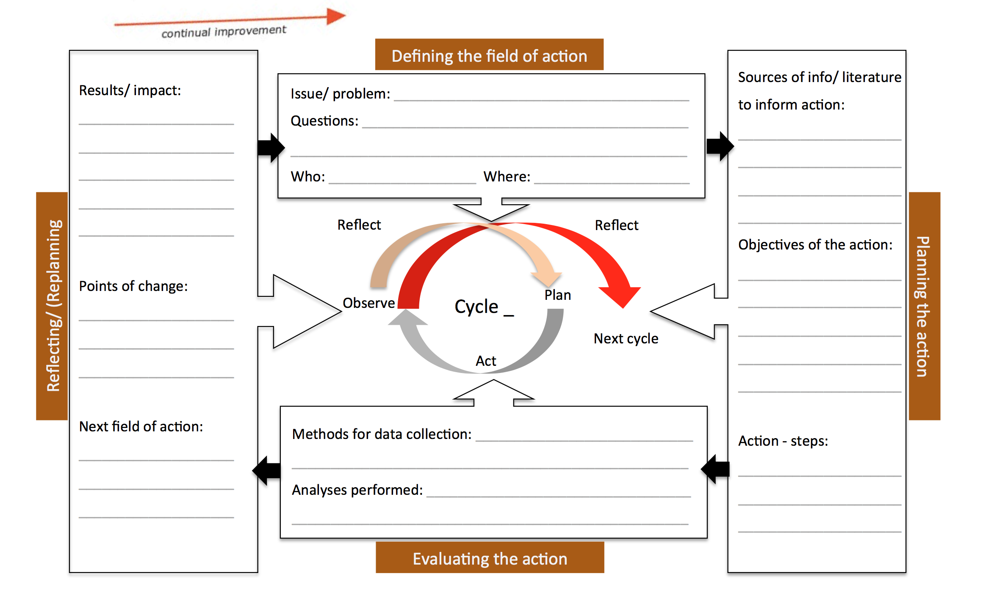 continual improvement
Defining the field of action
Issue/ problem:
Questions:
Who: Where:
Sources of info/ literature
to inform action:
Objectives of the action:
Action - steps:
Planning the action
Methods for data collection:
Analyses performed:
Evaluating the action
Results/ impact:
Points of change:
Next field of action:
Reflecting/ (Replanning
Reflect
Reflect
Observe
Plan
Cycle _
Act
Next cycle